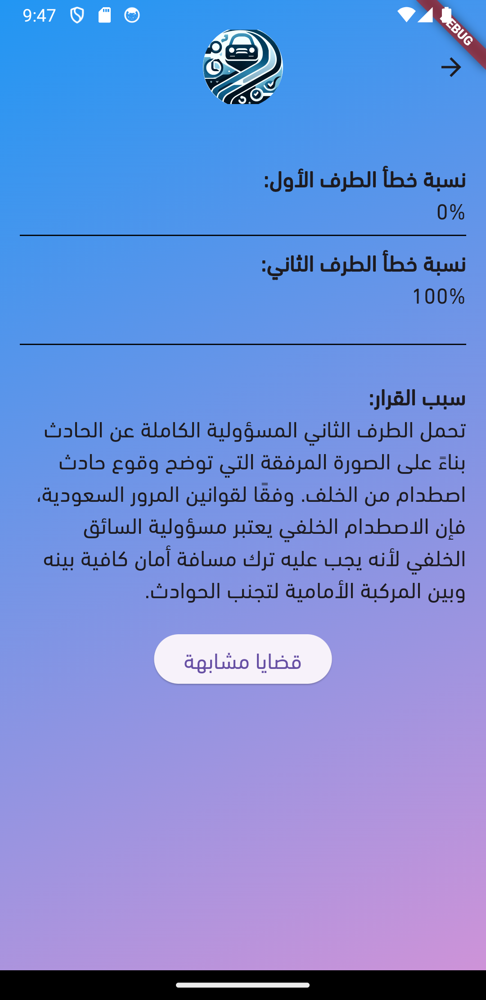 9:47
DEBUG
نسبة خطأ الطرف الأول:
0%
نسبة خطأ الطرف الثاني:
100%
سبب القرار:
تحمل الطرف الثاني المسؤولية الكاملة عن الحادث
بناءً على الصورة المرفقة التي توضح وقوع حادث
اصطدام من الخلف. وفقًا لقوانين المرور السعودية،
فإن الاصطدام الخلفي يعتبر مسؤولية السائق
الخلفي لأنه يجب عليه ترك مسافة أمان كافية بينه
وبين المركبة الأمامية لتجنب الحوادث.
قضايا مشابهة